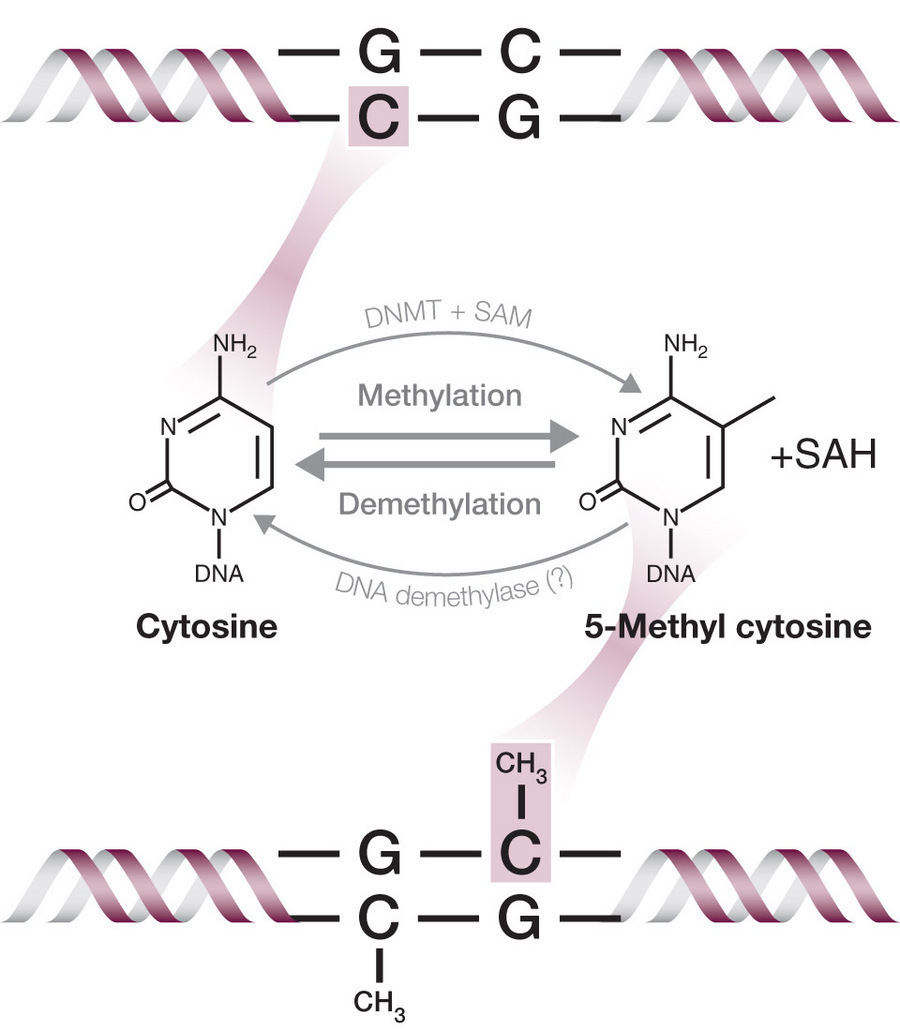 G C
C G
DNMT + SAM
NH2
NH2
Methylation
N
N
+SAH
O
O
Demethylation
N
N
DNA
DNA
DNA demethylase (?)
Cytosine
5-Methyl cytosine
CH3
G C
C G
CH3